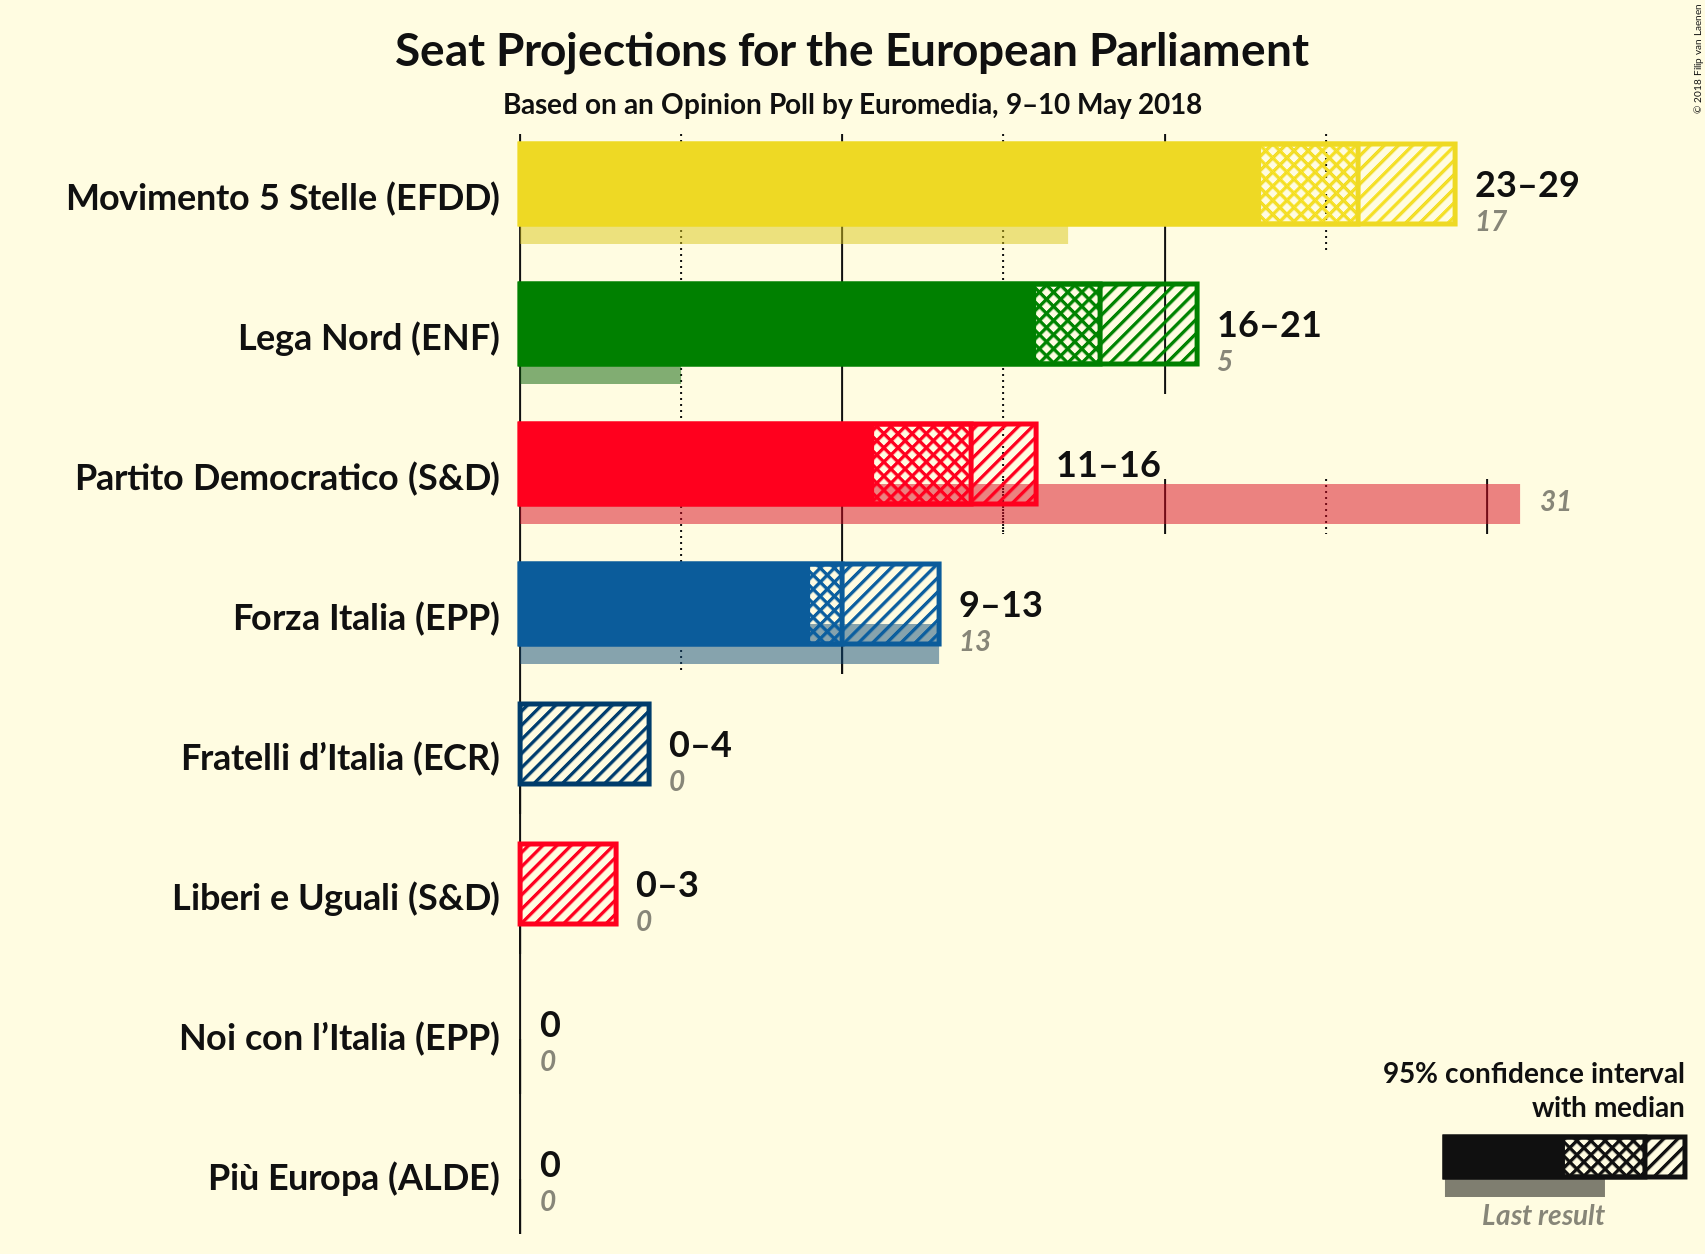 Seat Projections for the European Parliament
Based on an Opinion Poll by Euromedia, 9–10 May 2018
© 2018 Filip van Laenen
Movimento 5 Stelle (EFDD)
23–29
17
Lega Nord (ENF)
16–21
5
Partito Democratico (S&D)
11–16
31
Forza Italia (EPP)
9–13
13
Fratelli d’Italia (ECR)
0–4
0
Liberi e Uguali (S&D)
0–3
0
Noi con l’Italia (EPP)
0
0
Più Europa (ALDE)
0
0
95% confidence interval
with median
Last result